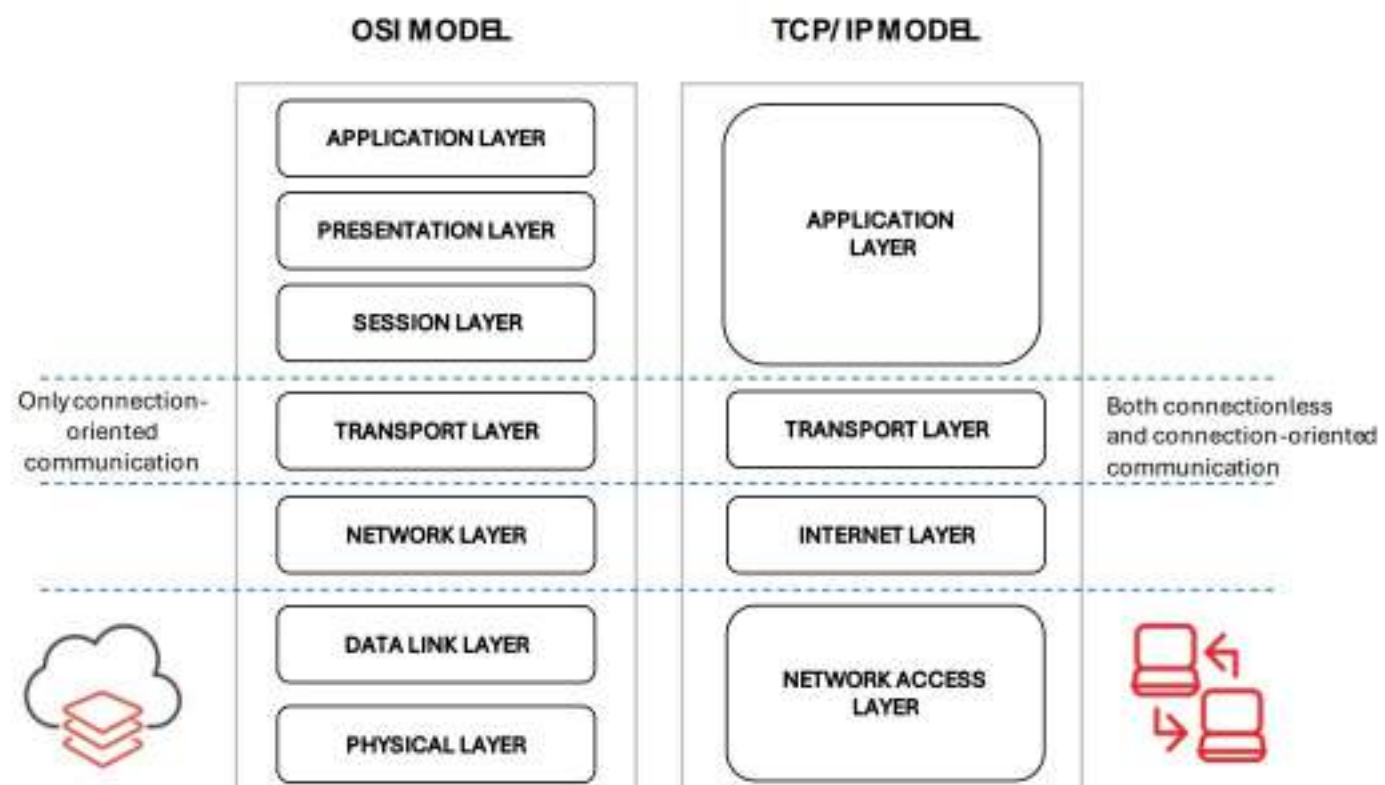 OSI MODEL
TCP/IP MODEL
APPLICATION LAYER
PRESENTATION LAYER
SESSION LAYER
APPLICATION
LAYER
Only connection-
oriented
communication
TRANSPORT LAYER
TRANSPORT LAYER
Both connectionless
and connection-oriented
communication
NETWORK LAYER
INTERNET LAYER
DATA LINK LAYER
PHYSICAL LAYER
NETWORK ACCESS
LAYER